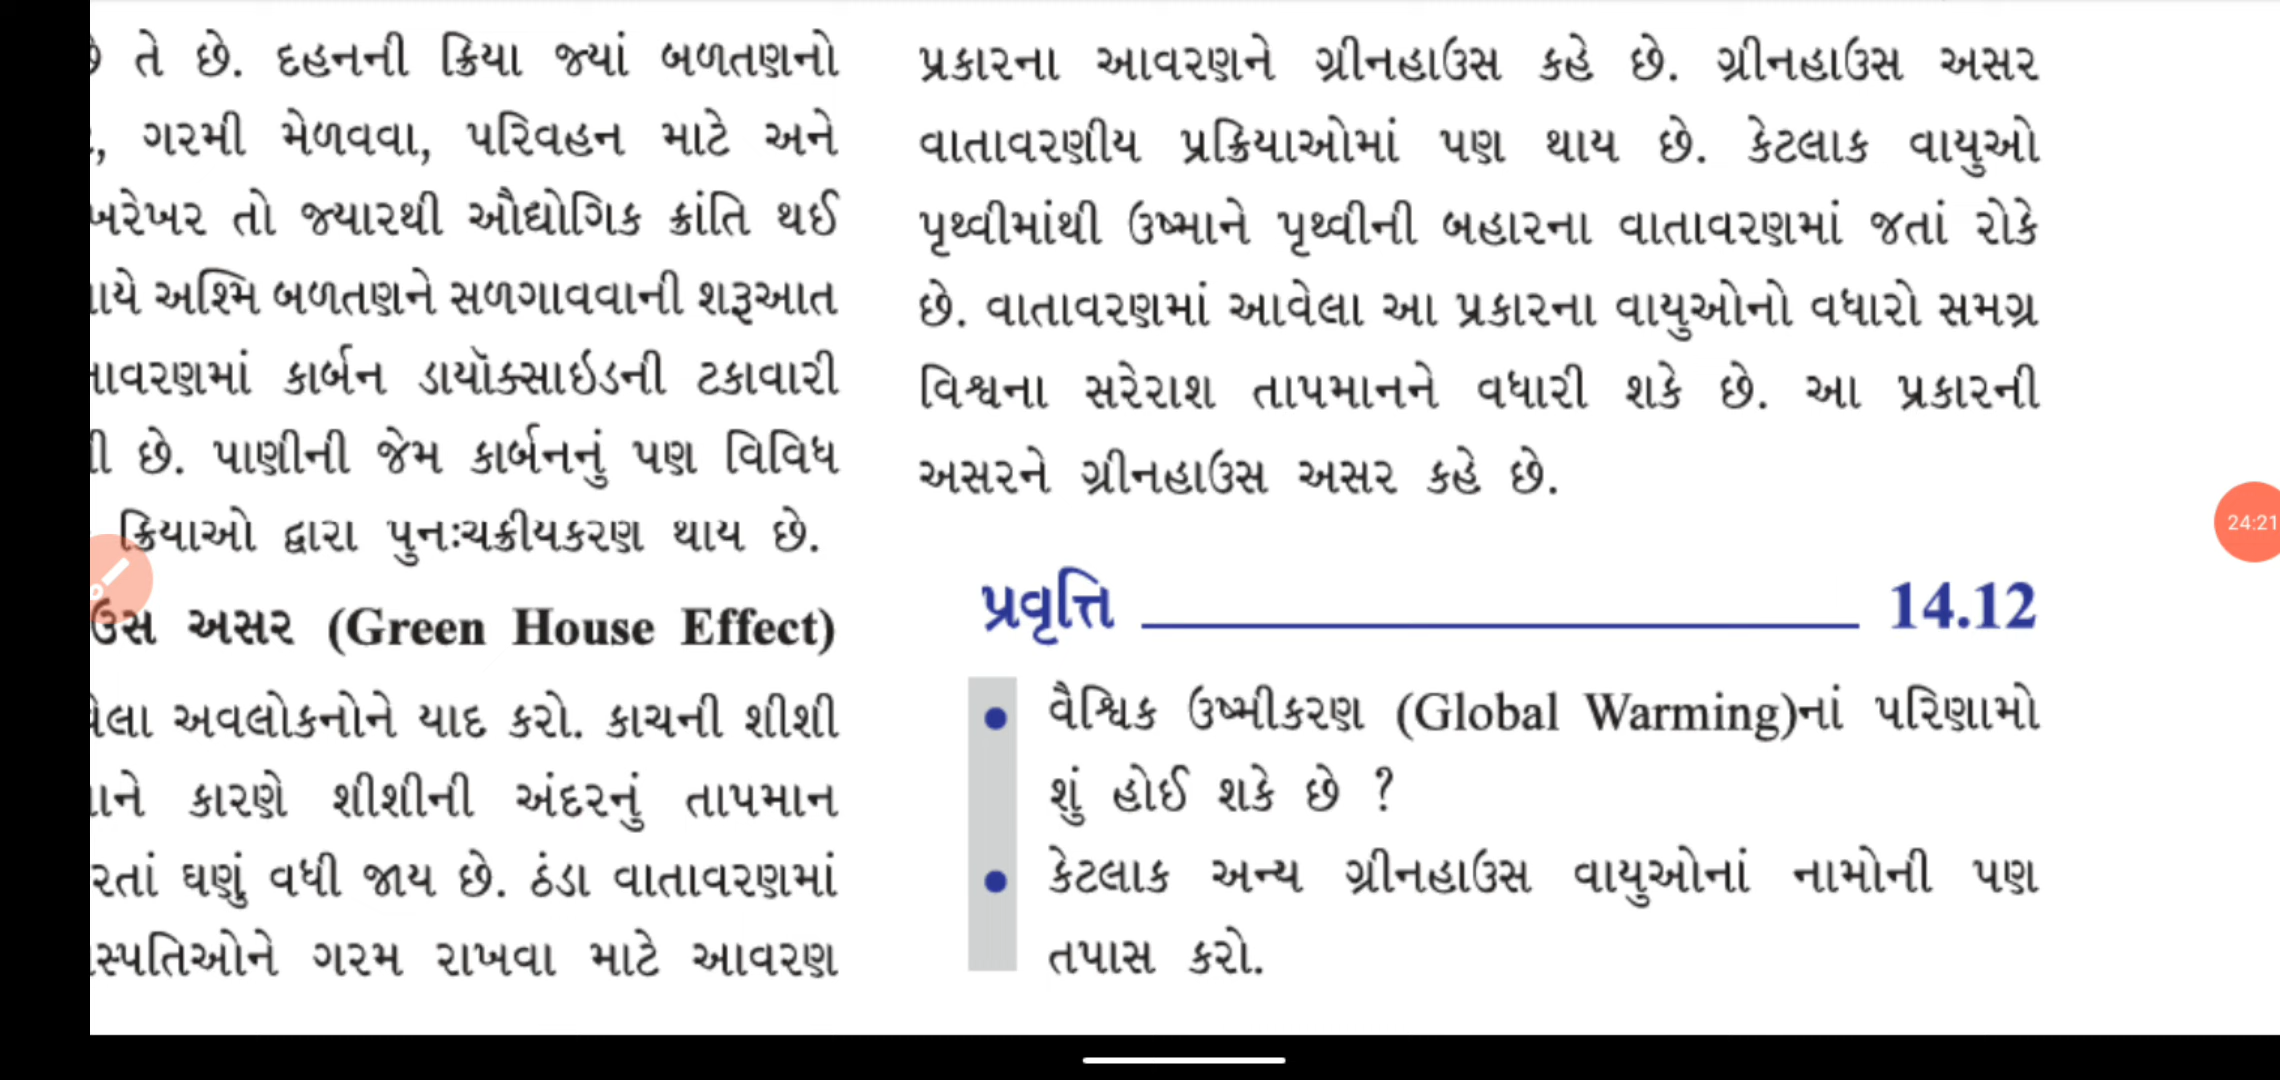 તે છે. દહનની ક્રિયા જ્યાં બળતણનો
, ગરમી મેળવવા, પરિવહન માટે અને
ખરેખર તો જ્યારથી ઔદ્યોગિક ક્રાંતિ થઈ
અશ્મિ બળતણને સળગાવવાની શરૂઆત
કાર્બન ડાયૉક્સાઇડની ટકાવારી
છે. પાણીની જેમ કાર્બનનું પણ વિવિધ
ક્રિયાઓ દ્વારા પુનઃચક્રીયકરણ થાય છે.
ઉસ અસર (Green House Effect)
અવલોકનોને યાદ કરો. કાચની શીશી
કારણે શીશીની અંદરનું તાપમાન
રતાં ઘણું વધી જાય છે. ઠંડા વાતાવરણમાં
સ્પતિઓને ગરમ રાખવા માટે આવરણ
પ્રકારના આવરણને ગ્રીનહાઉસ કહે છે. ગ્રીનહાઉસ અસર
વાતાવરણીય પ્રક્રિયાઓમાં પણ થાય છે. કેટલાક વાયુઓ
પૃથ્વીમાંથી ઉષ્માને પૃથ્વીની બહારના વાતાવરણમાં જતાં રોકે
છે. વાતાવરણમાં આવેલા આ પ્રકારના વાયુઓનો વધારો સમગ્ર
વિશ્વના સરેરાશ તાપમાનને વધારી શકે છે. આ પ્રકારની
અસરને ગ્રીનહાઉસ અસર કહે છે.
પ્રવૃત્તિ 14.12
• વૈશ્વિક ઉષ્મીકરણ (Global Warming)નાં પરિણામો
શું હોઈ શકે છે ?
• કેટલાક અન્ય ગ્રીનહાઉસ વાયુઓનાં નામોની પણ
તપાસ કરો.
24:21